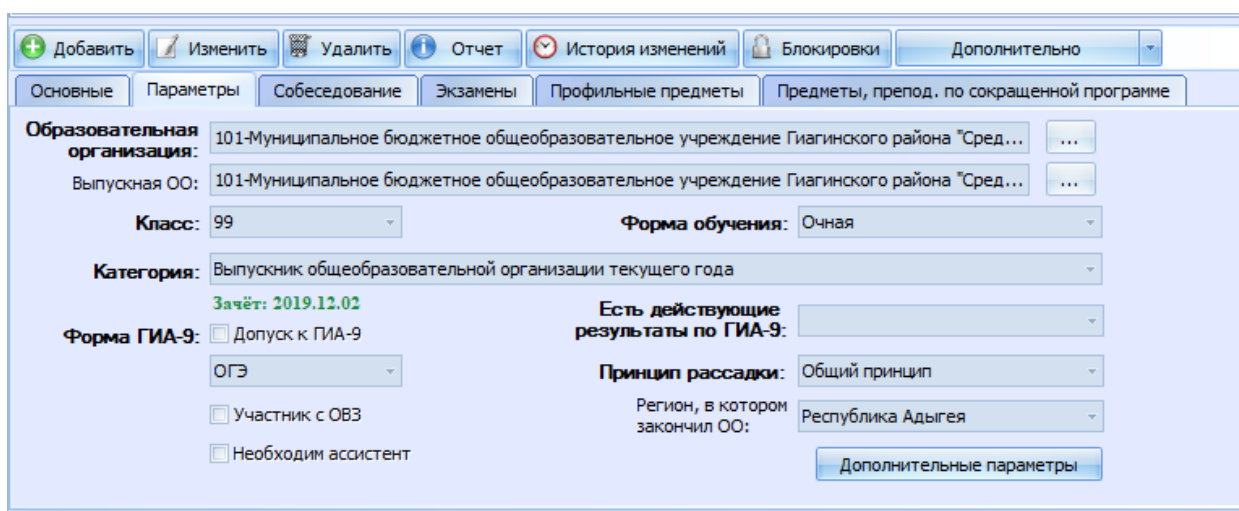 Добавить Изменить Удалить Отчет История изменений Блокировки Дополнительно
Основные Параметры Собеседование Экзамены Профильные предметы Предметы, препод. по сокращенной программе
Образовательная организация: 101-Муниципальное бюджетное общеобразовательное учреждение Гиагинского района "Сред... ...
Выпускная ОО: 101-Муниципальное бюджетное общеобразовательное учреждение Гиагинского района "Сред... ...
Класс: 99 Форма обучения: Очная
Категория: Выпускник общеобразовательной организации текущего года
Зачёт: 2019.12.02
Есть действующие
результаты по ГИА-9:
Форма ГИА-9: Допуск к ГИА-9
ОГЭ Принцип рассадки: Общий принцип
Участник с ОВЗ
Регион, в котором
закончил ОО: Республика Адыгея
Необходим ассистент
Дополнительные параметры